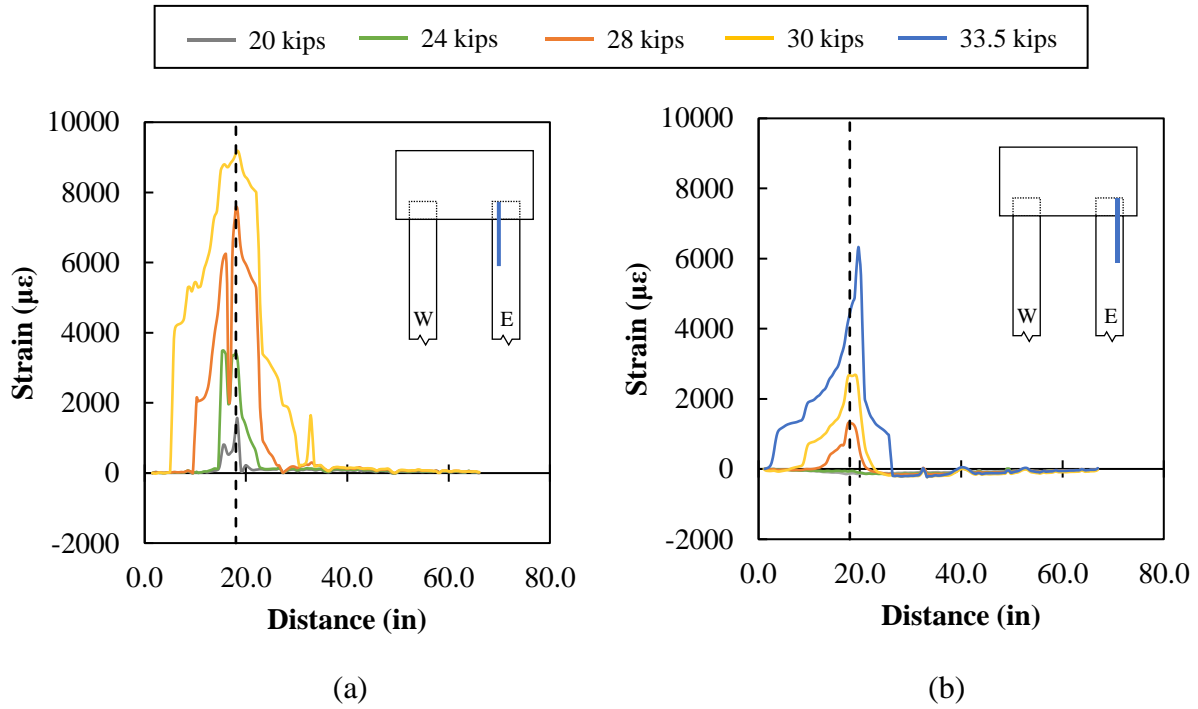 20 kips 24 kips 28 kips 30 kips 33.5 kips
10000
8000
6000
4000
2000
0
-2000
0.0 20.0 40.0 60.0 80.0
Strain (με)
Distance (in)
W E
(a)
10000
8000
6000
4000
2000
0
-2000
0.0 20.0 40.0 60.0 80.0
Strain (με)
Distance (in)
W E
(b)